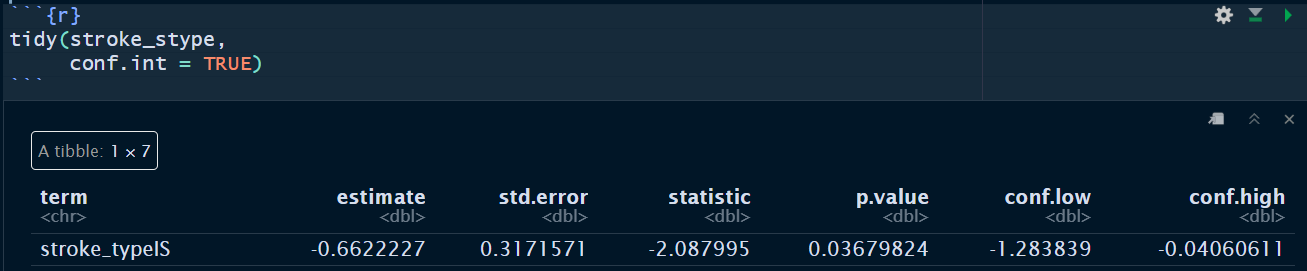 ```{r}
tidy(stroke_stype,
     conf.int = TRUE)
```
A tibble: 1 × 7
term estimate std.error statistic p.value conf.low conf.high
<chr> <dbl> <dbl> <dbl> <dbl> <dbl> <dbl>
stroke_typeIS -0.6622227 0.3171571 -2.087995 0.03679824 -1.283839 -0.04060611